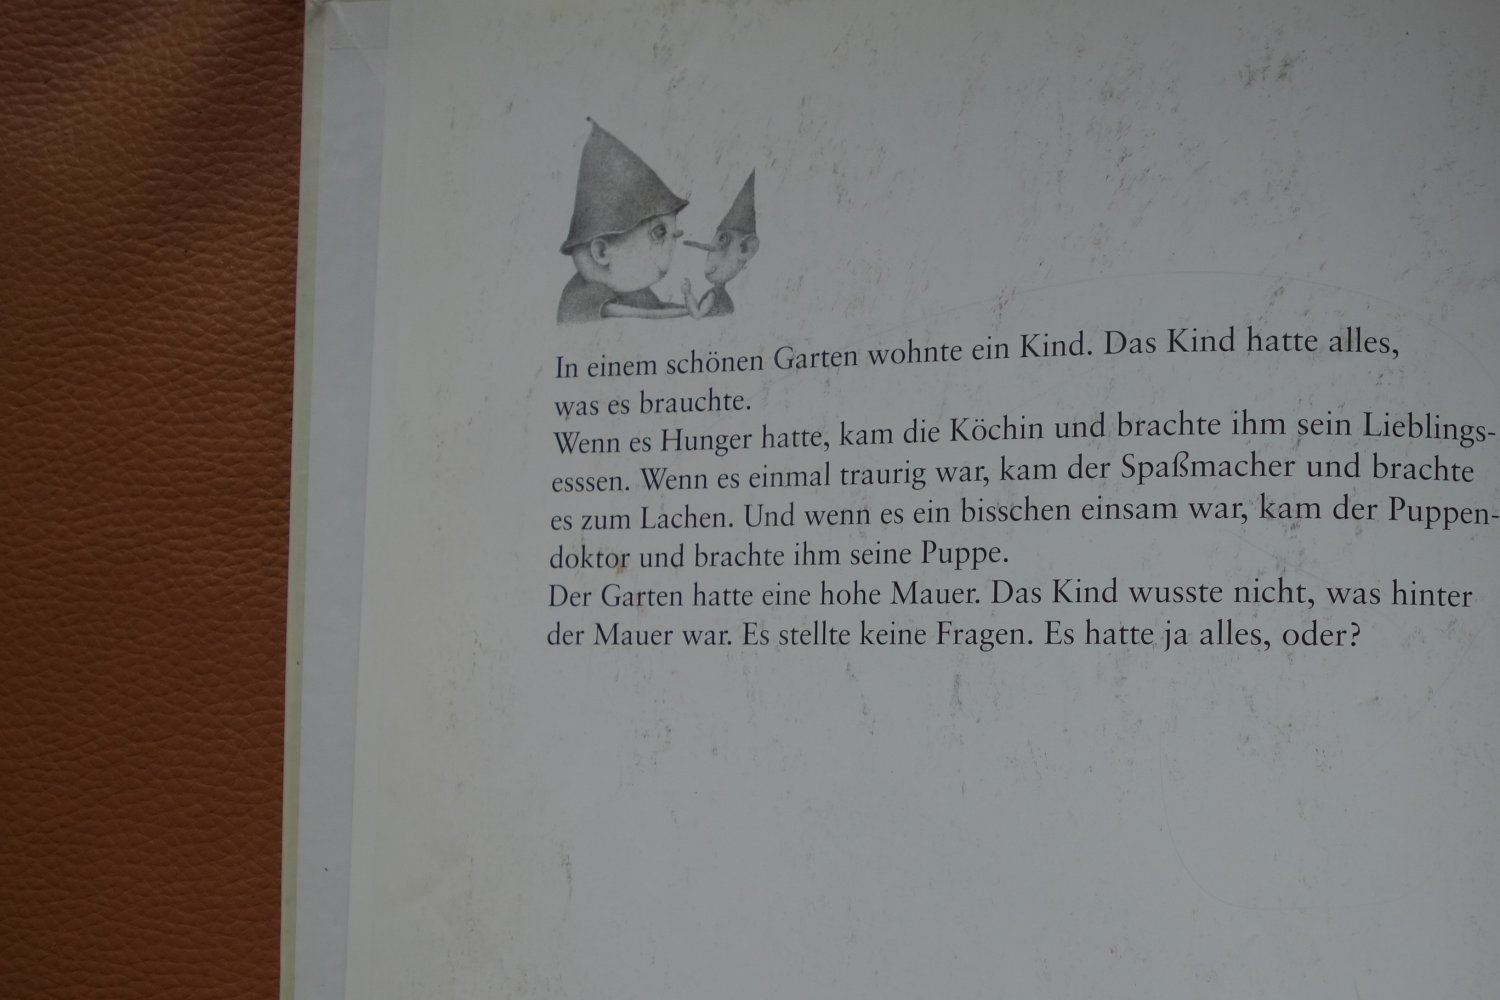 In einem schönen Garten wohnte ein Kind. Das Kind hatte alles,
was es brauchte.
Wenn es Hunger hatte, kam die Köchin und brachte ihm sein Lieblings-
esssen. Wenn es einmal traurig war, kam der Spaßmacher und brachte
es zum Lachen. Und wenn es ein bisschen einsam war, kam der Puppen-
doktor und brachte ihm seine Puppe.
Der Garten hatte eine hohe Mauer. Das Kind wusste nicht, was hinter
der Mauer war. Es stellte keine Fragen. Es hatte ja alles, oder?